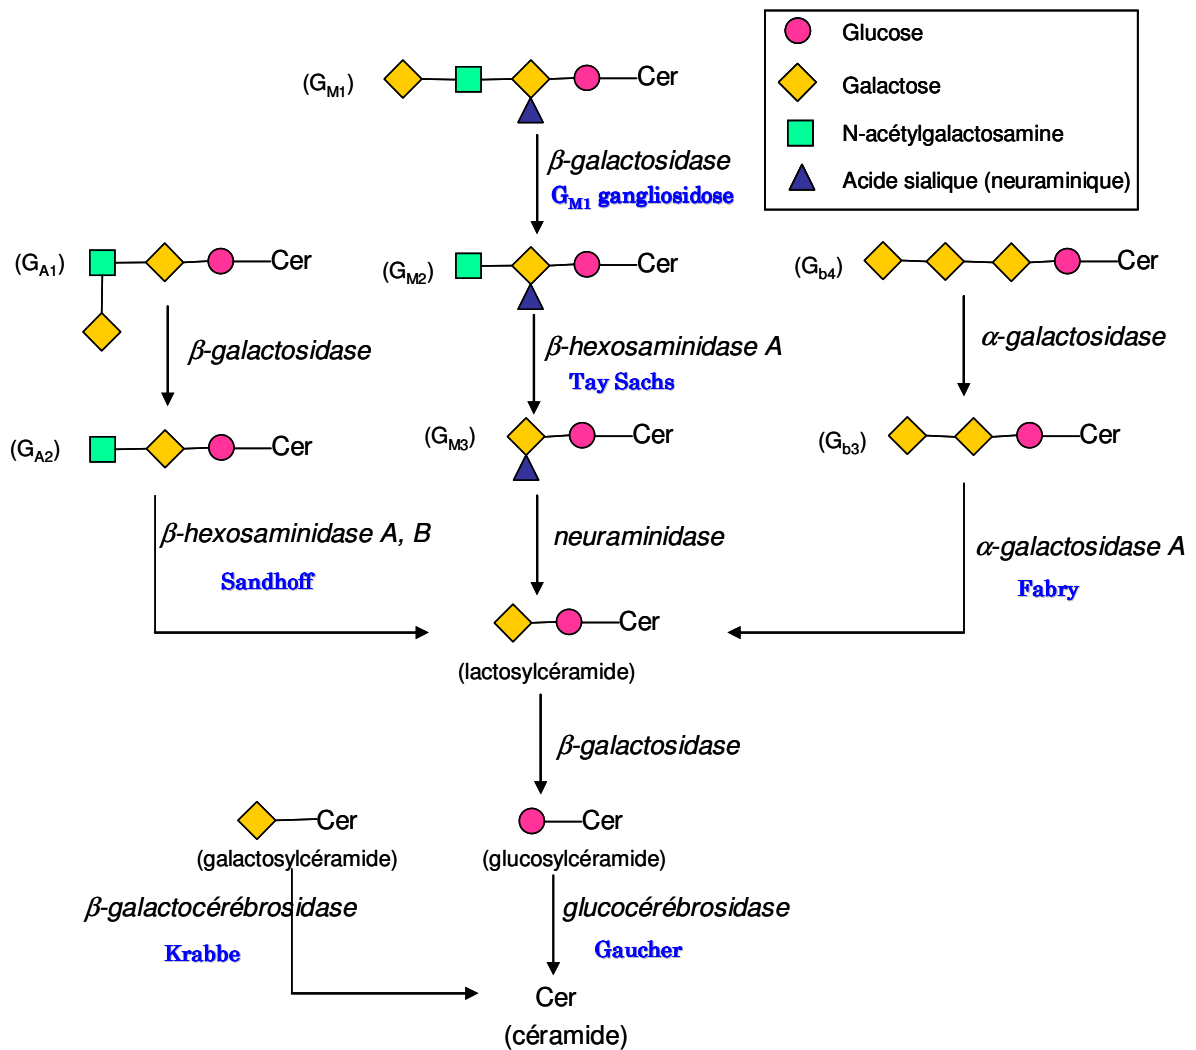 Glucose
Galactose
N-acétylgalactosamine
Acide sialique (neuraminique)
(GM1)
Cer
β-galactosidase
GM1 gangliosidose
(GA1)
Cer
(GM2)
Cer
(Gb4)
Cer
β-galactosidase
β-hexosaminidase A
Tay Sachs
α-galactosidase
(GA2)
Cer
(GM3)
Cer
(Gb3)
Cer
β-hexosaminidase A, B
Sandhoff
neuraminidase
α-galactosidase A
Fabry
Cer
(lactosylcéramide)
β-galactosidase
Cer
(galactosylcéramide)
Cer
(glucosylcéramide)
β-galactocérébrosidase
Krabbe
glucocérébrosidase
Gaucher
Cer
(céramide)